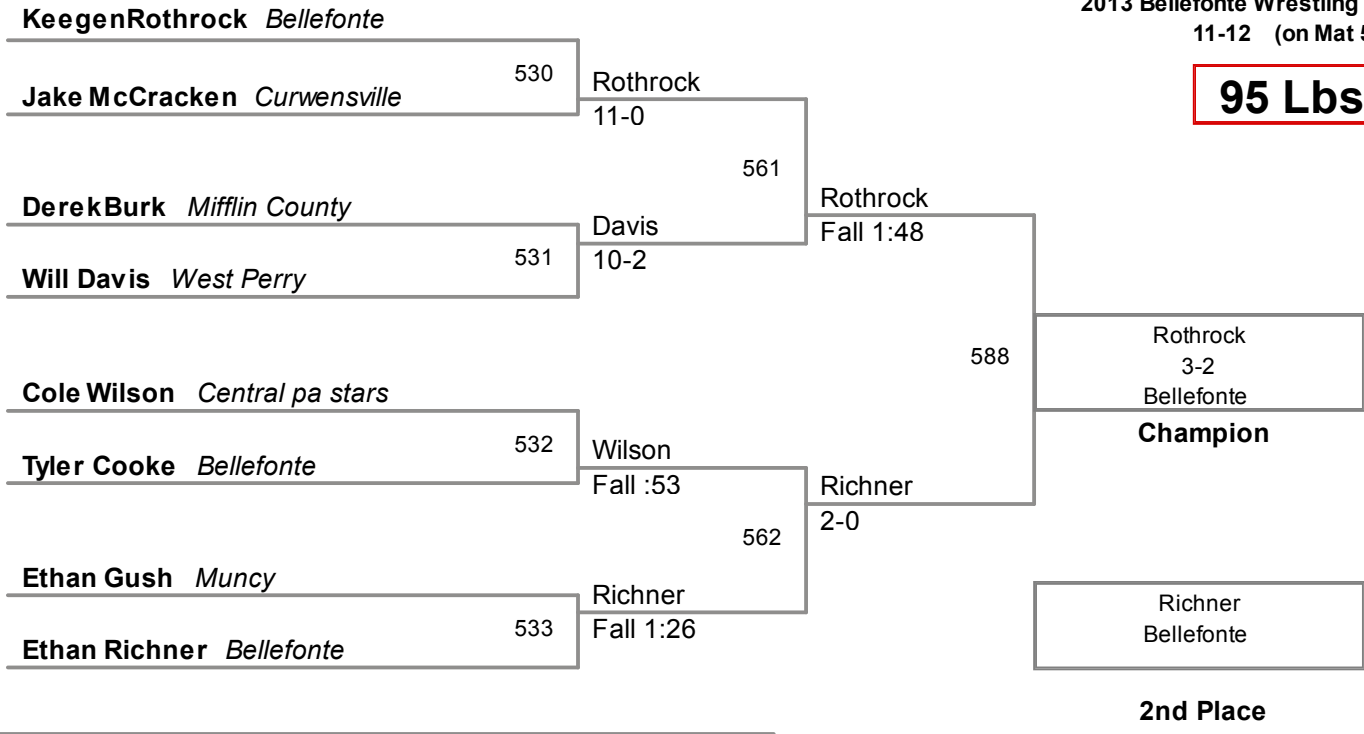 2013 Bellefonte Wrestling
11-12 (on Mat 5
95 Lbs
KeegenRothrock Bellefonte
530
Jake McCracken Curwensville
Rothrock
11-0
561
DerekBurk Mifflin County
531
Will Davis West Perry
Davis
10-2
Rothrock
Fall 1:48
588
Cole Wilson Central pa stars
532
Tyler Cooke Bellefonte
Wilson
Fall :53
562
Ethan Gush Muncy
533
Ethan Richner Bellefonte
Richner
Fall 1:26
Richner
2-0
Rothrock
3-2
Bellefonte
Champion
Richner
Bellefonte
2nd Place